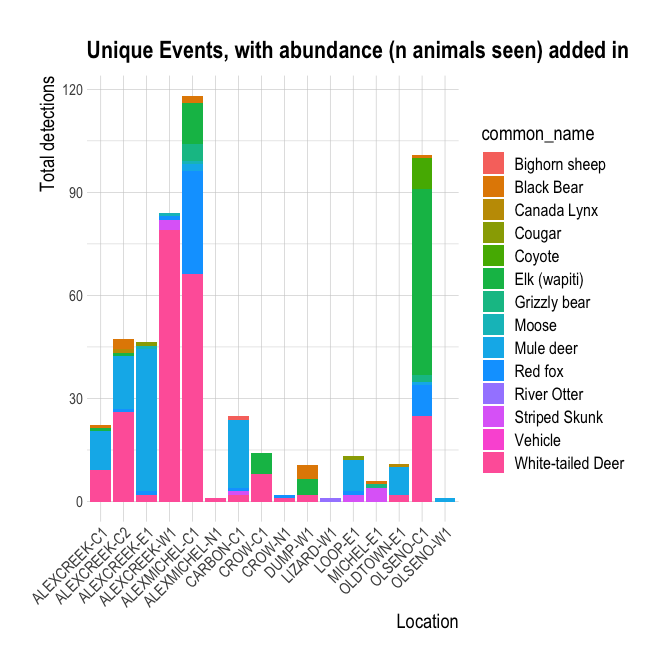 Unique Events, with abundance (n animals seen) added in
Total detections
120
90
60
30
0
ALEXCREEK-C1
ALEXCREEK-C2
ALEXCREEK-E1
ALEXCREEK-W1
ALEXMICHEL-C1
ALEXMICHEL-N1
CARBON-C1
CROW-C1
CROW-N1
DUMP-W1
LIZARD-W1
LOOP-E1
MICHEL-E1
OLDTOWN-E1
OLSENO-C1
OLSENO-W1
Location
common_name
Bighorn sheep
Black Bear
Canada Lynx
Cougar
Coyote
Elk (wapiti)
Grizzly bear
Moose
Mule deer
Red fox
River Otter
Striped Skunk
Vehicle
White-tailed Deer